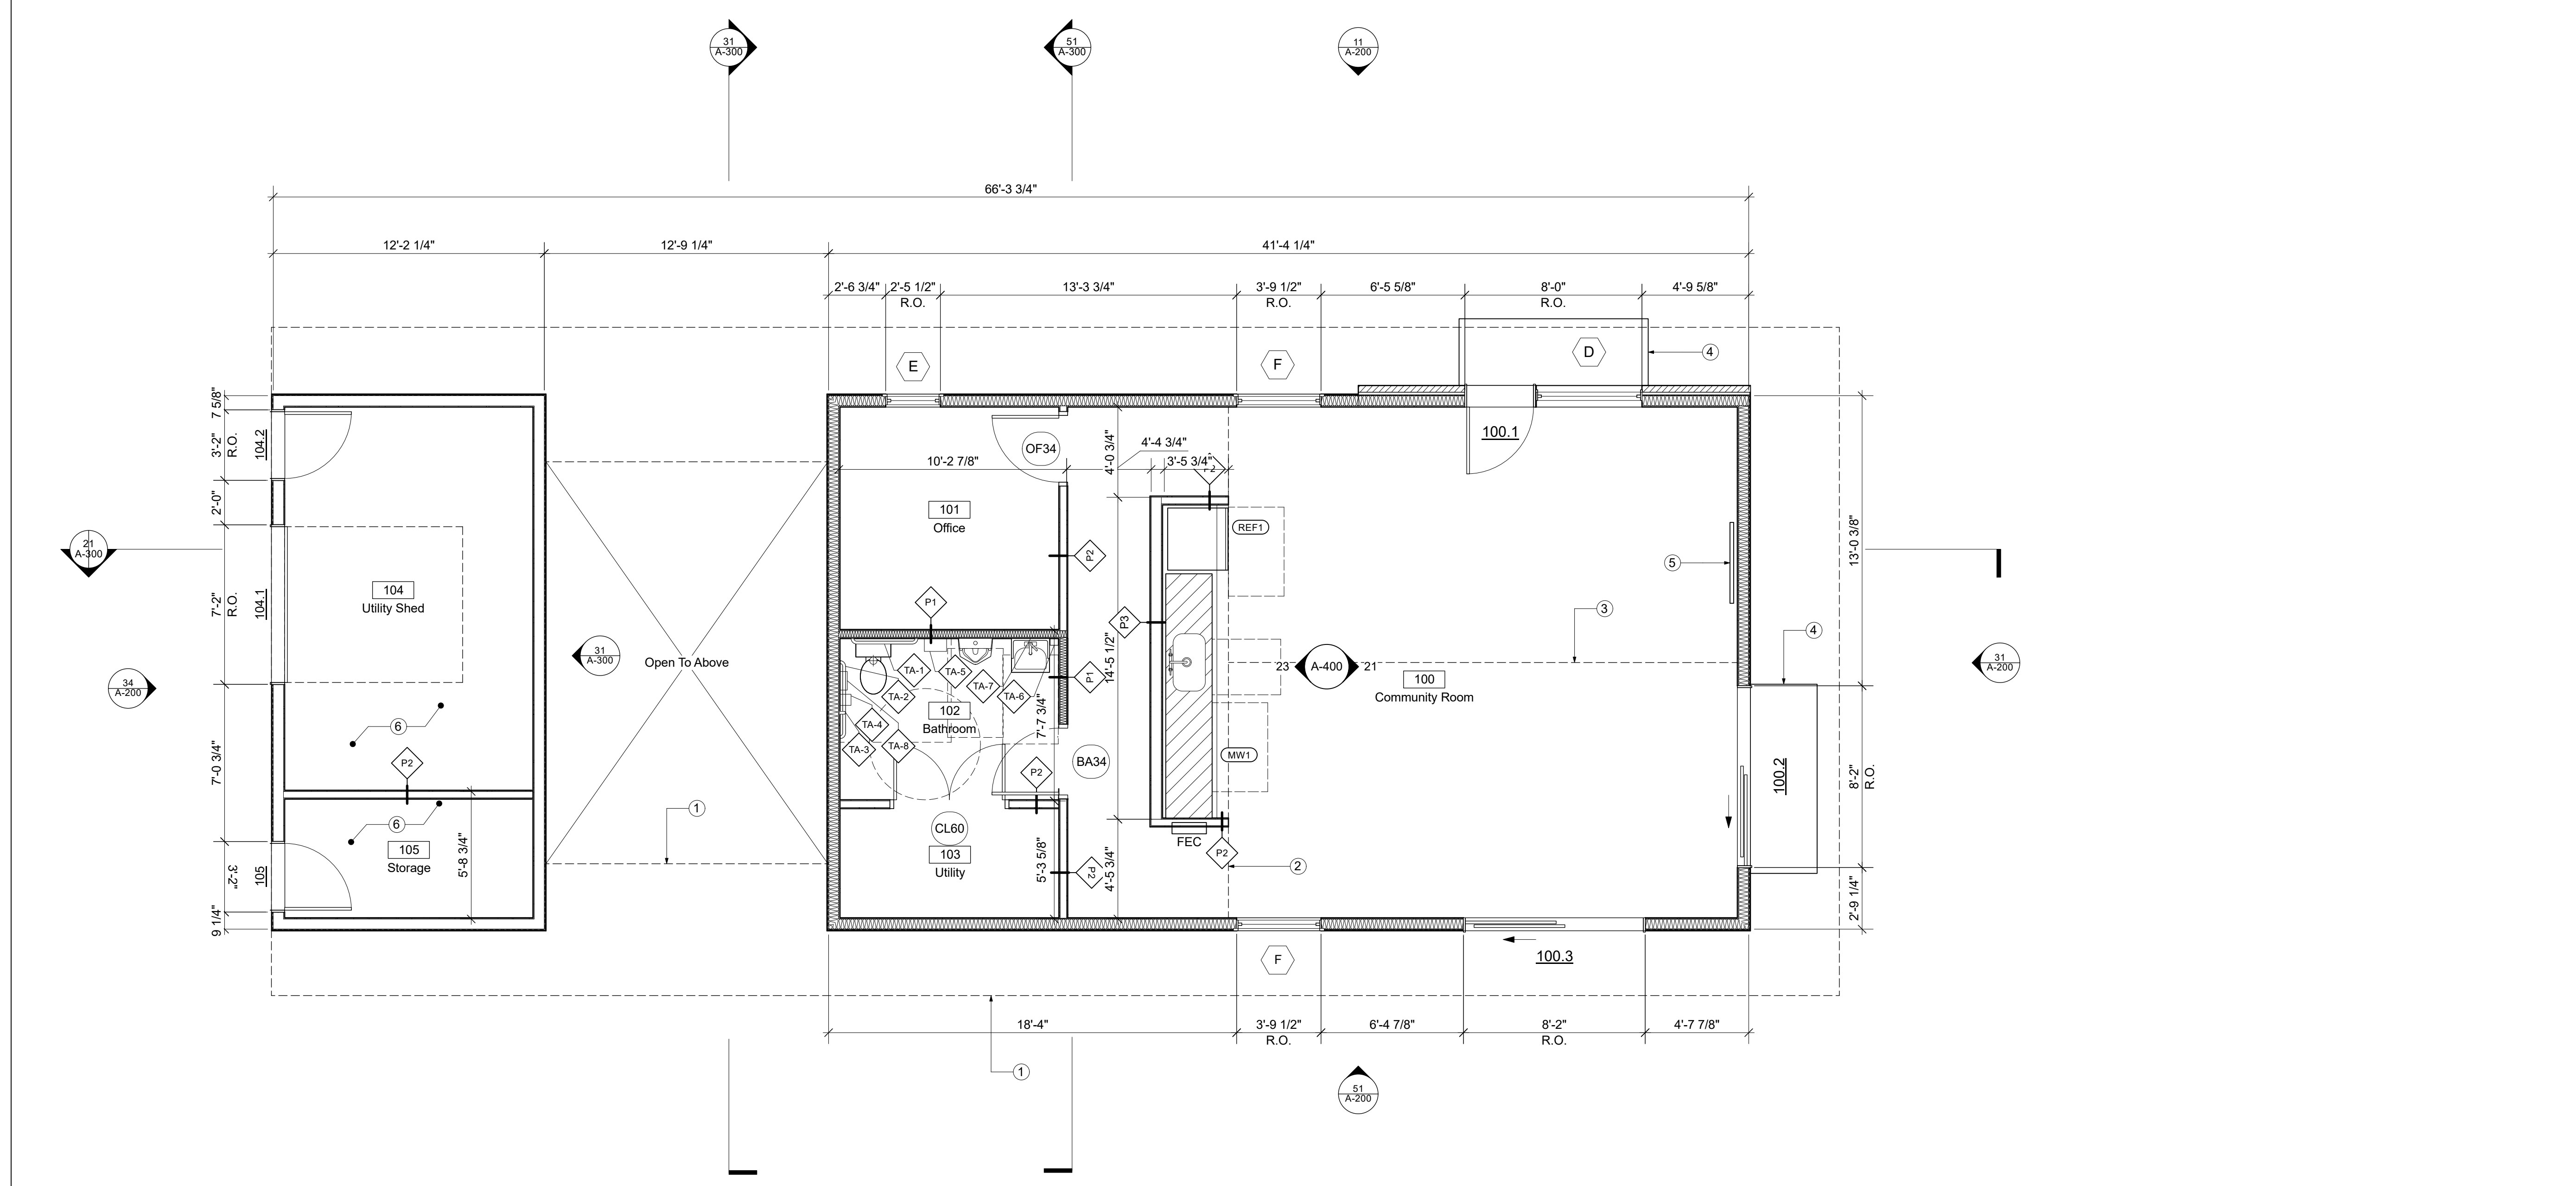 31
A-300
51
A-300
11
A-200
66'-3 3/4"
12'-2 1/4"
12'-9 1/4"
41'-4 1/4"
2'-6 3/4"
2'-5 1/2"
R.O.
13'-3 3/4"
3'-9 1/2"
R.O.
6'-5 5/8"
8'-0"
R.O.
4'-9 5/8"
E
F
D
4
7 5/8"
3'-2"
R.O.
104.2
2'-0"
7'-2"
R.O.
104.1
7'-0 3/4"
3'-2"
105
9 1/4"
21
A-300
34
A-200
104
Utility Shed
6
P2
6
105
Storage
5'-8 3/4"
31
A-300
Open To Above
1
OF34
10'-2 7/8"
4'-0 3/4"
4'-4 3/4"
3'-5 3/4"
P2
100.1
101
Office
P2
REF1
P1
P3
14'-5 1/2"
P1
TA-1
TA-5
TA-2
TA-7
TA-6
102
Bathroom
TA-4
TA-3
TA-8
7'-7 3/4"
P2
BA34
MW1
CL60
103
Utility
5'-3 5/8"
P2
4'-5 3/4"
FEC
P2
2
23
A-400
21
100
Community Room
3
5
13'-0 3/8"
4
31
A-200
100.2
8'-2"
R.O.
2'-9 1/4"
F
100.3
18'-4"
3'-9 1/2"
R.O.
6'-4 7/8"
8'-2"
R.O.
4'-7 7/8"
1
51
A-200